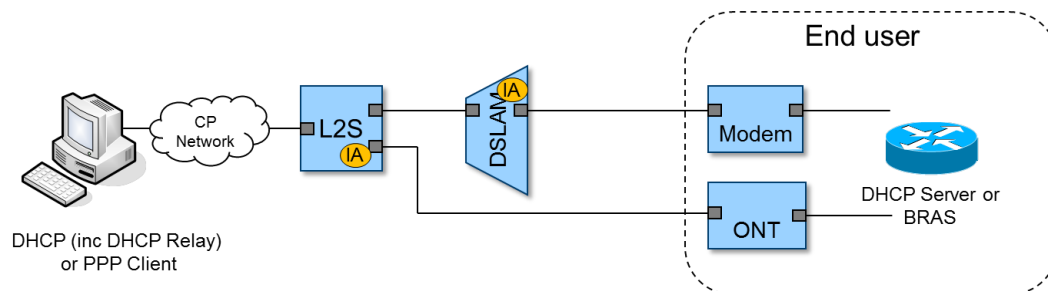 End user
CP
Network
L2S
IA
DSLAM
IA
Modem
DHCP Server or
BRAS
ONT
DHCP (inc DHCP Relay)
or PPP Client